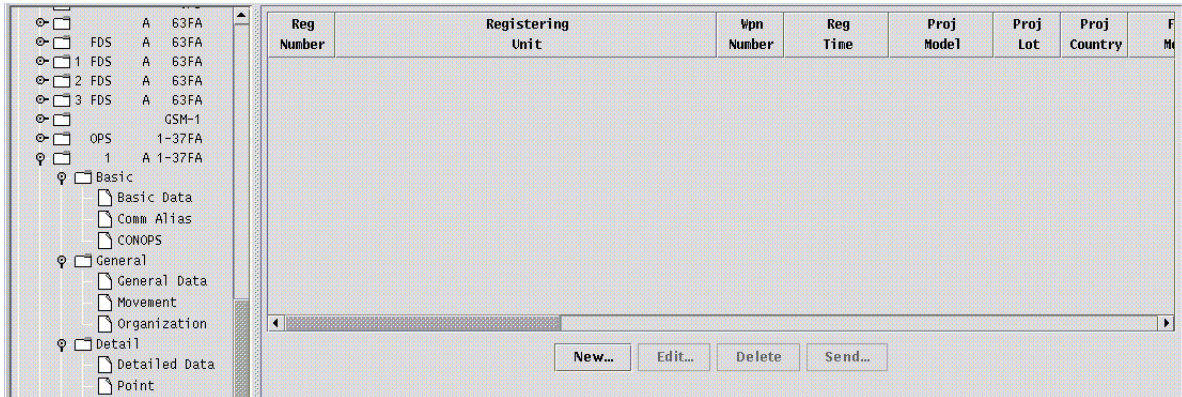 A 63FA
FDS A 63FA
1 FDS A 63FA
2 FDS A 63FA
3 FDS A 63FA
GSM-1
OPS 1-37FA
1 A 1-37FA
Basic
Basic Data
Comm Alias
CONOPS
General
General Data
Movement
Organization
Detail
Detailed Data
Point
Reg Number
Registering Unit
Wpn Number
Reg Time
Proj Model
Proj Lot
Proj Country
New...
Edit...
Delete
Send...